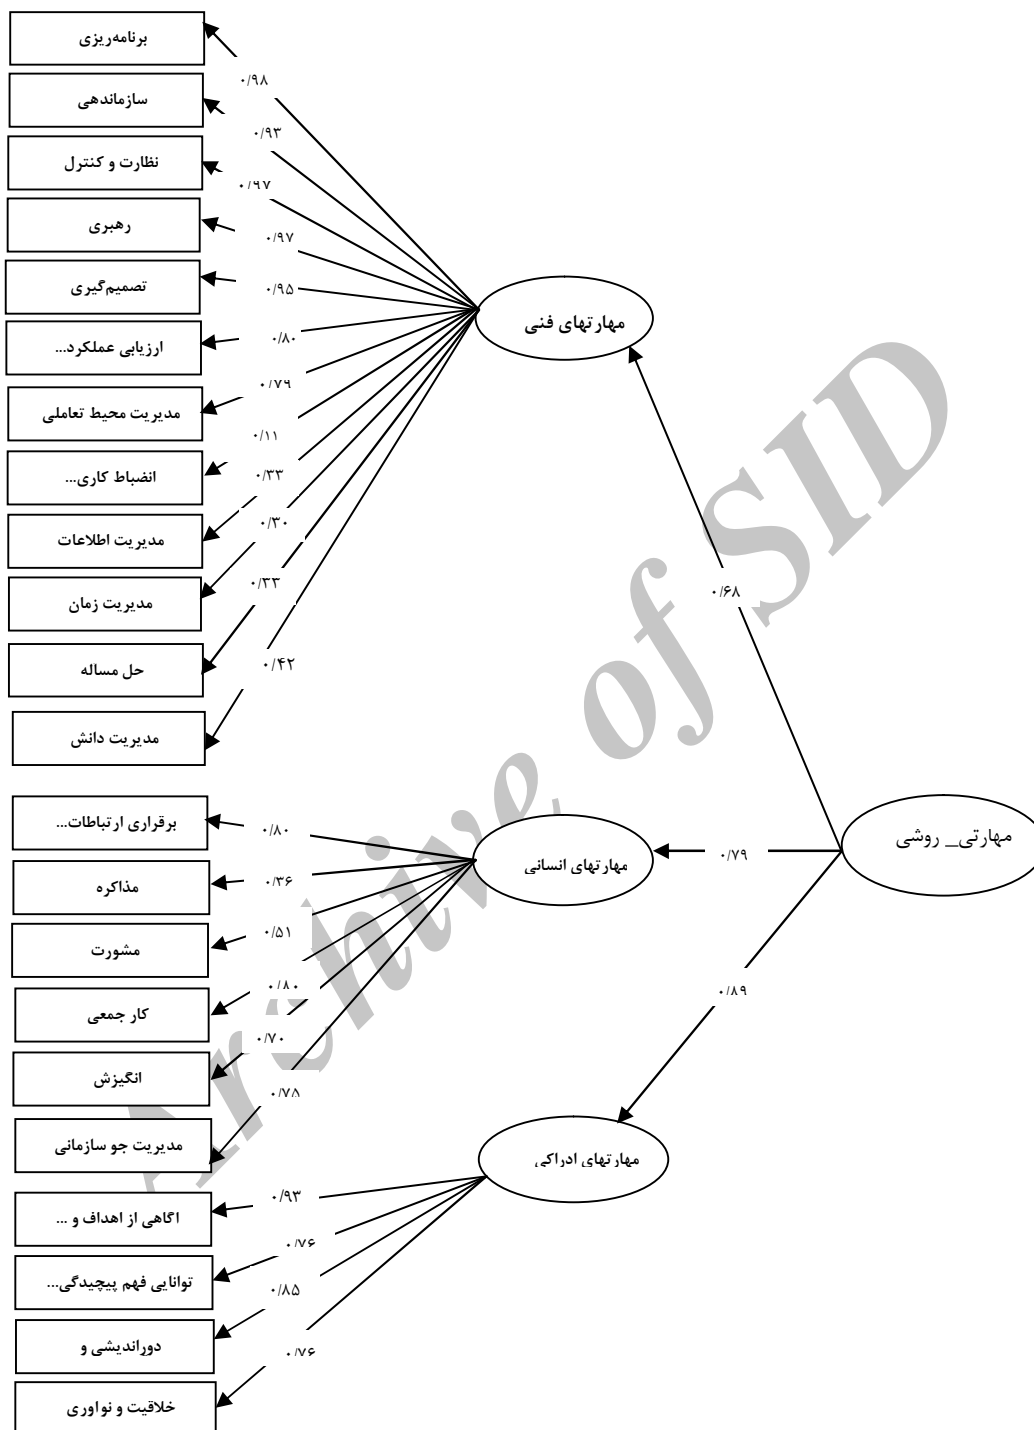 برنامه‌ریزی
۰/۹۸
سازماندهی
۰/۹۳
نظارت و کنترل
۰/۹۷
رهبری
۰/۹۷
تصمیم‌گیری
۰/۹۵
ارزیابی عملکرد...
۰/۸۰
مدیریت محیط تعاملی
۰/۷۹
انضباط کاری...
۰/۱۱
مدیریت اطلاعات
۰/۳۳
مدیریت زمان
۰/۳۰
حل مساله
۰/۳۳
مدیریت دانش
۰/۴۲
مهارتهای فنی
۰/۶۸
برقراری ارتباطات...
۰/۸۰
مذاکره
۰/۳۶
مشورت
۰/۵۱
کار جمعی
۰/۸۰
انگیزش
۰/۷۰
مدیریت جو سازمانی
۰/۷۵
مهارتهای انسانی
۰/۷۹
مهارتی_ روشی
۰/۸۹
مهارتهای ادراکی
اگاهی از اهداف و ...
۰/۹۳
توانایی فهم پیچیدگی...
۰/۷۶
دوراندیشی و
۰/۸۵
خلاقیت و نواوری
۰/۷۶
Archive of SID